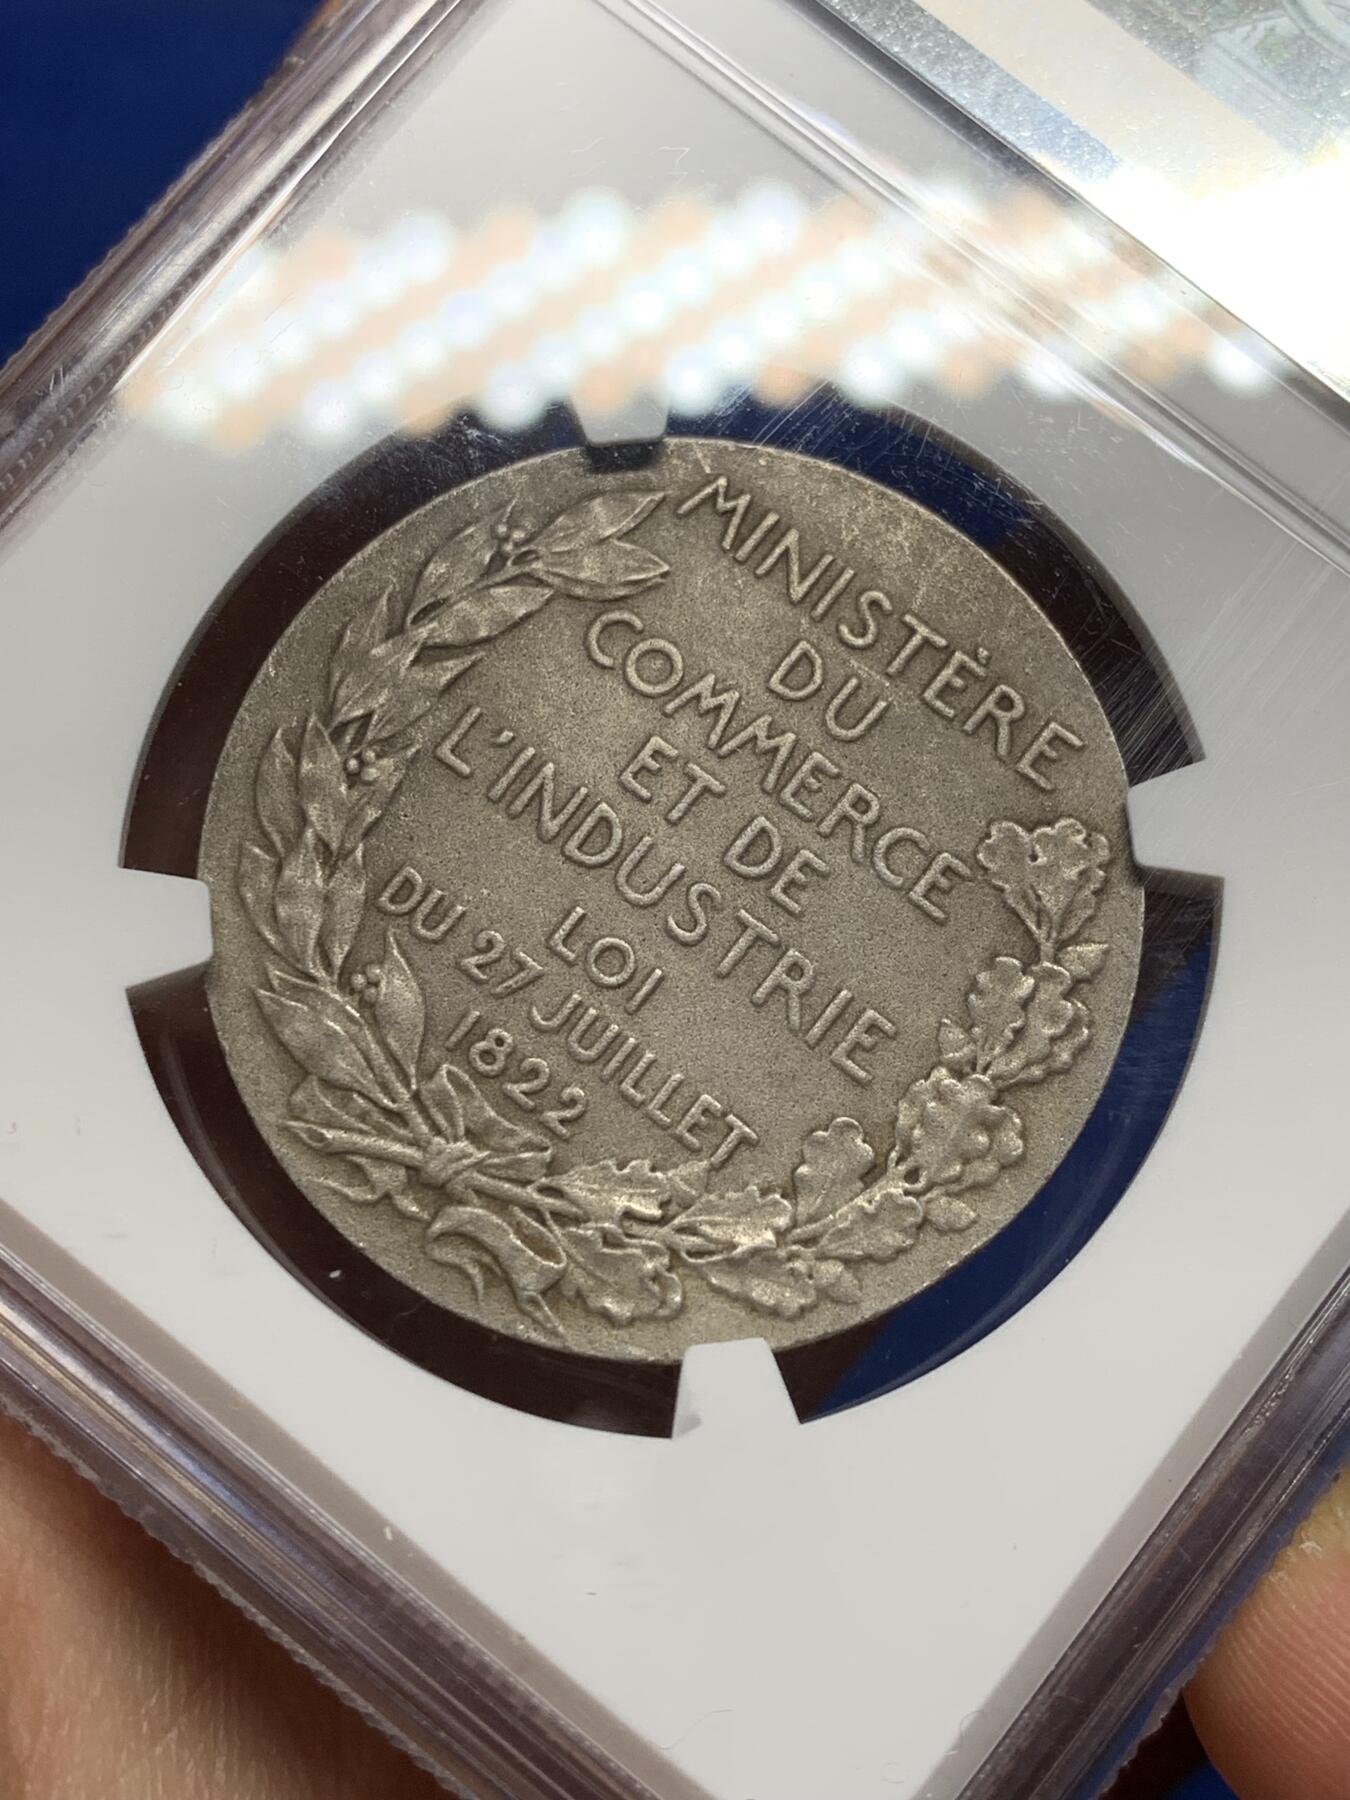 MINISTÈRE
DU
COMMERCE
ET DE
L'INDUSTRIE
LOI
DU 27 JUILLET
1822